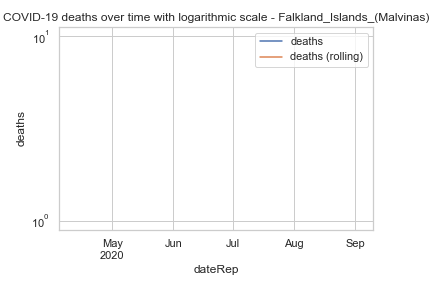 COVID-19 deaths over time with logarithmic scale - Falkland_Islands_(Malvinas)
10¹
deaths
deaths (rolling)
deaths
10⁰
May Jun Jul Aug Sep
2020
dateRep